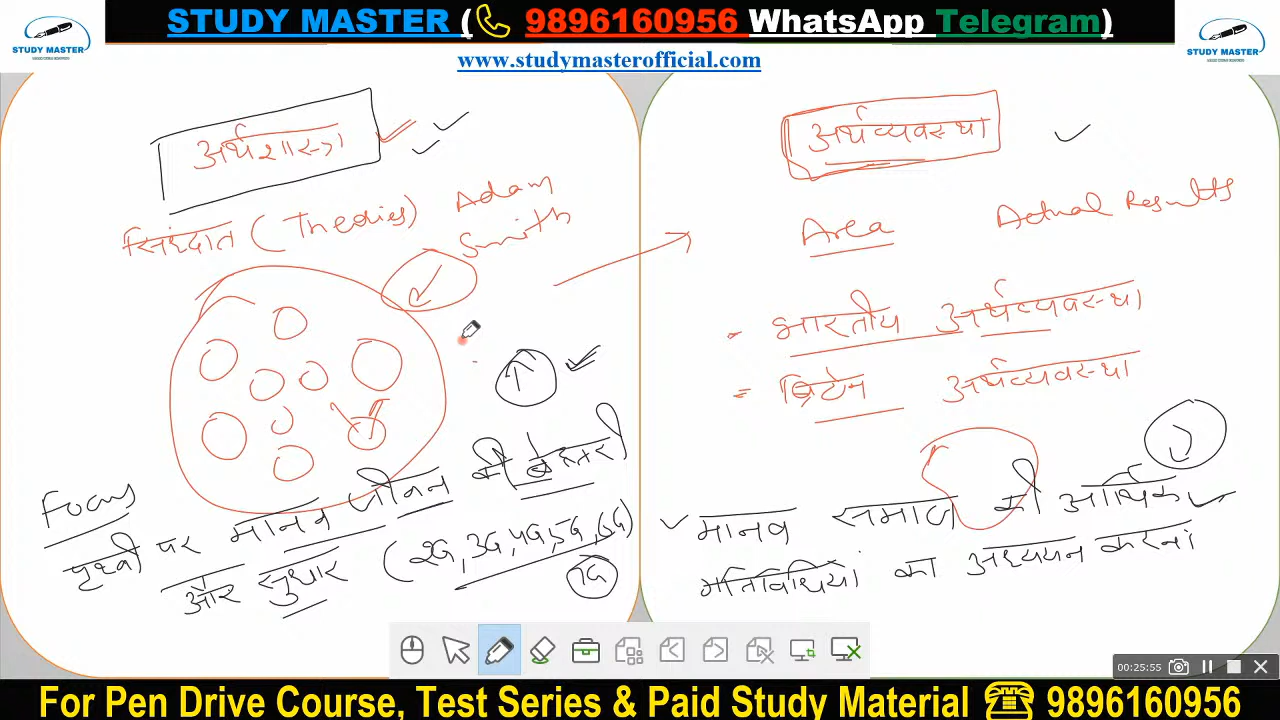 STUDY MASTER (📞 9896160956 WhatsApp Telegram)
STUDY MASTER
STUDY MASTER
www.studymasterofficial.com
अर्थशास्त्र
सिद्दांत (Theories) Adam Smith
Focus
पृथ्वी पर मानव जीवन की बेहतरी
और सुधार (2G, 3G, 4G, 5G, 6G)
7G
अर्थव्यवस्था
Area Actual Results
- भारतीय अर्थव्यवस्था
= ब्रिटेन अर्थव्यवस्था
मानव समाज की आर्थिक
गतिविधियां का अध्ययन करना
00:25:55
For Pen Drive Course, Test Series & Paid Study Material ☎ 9896160956